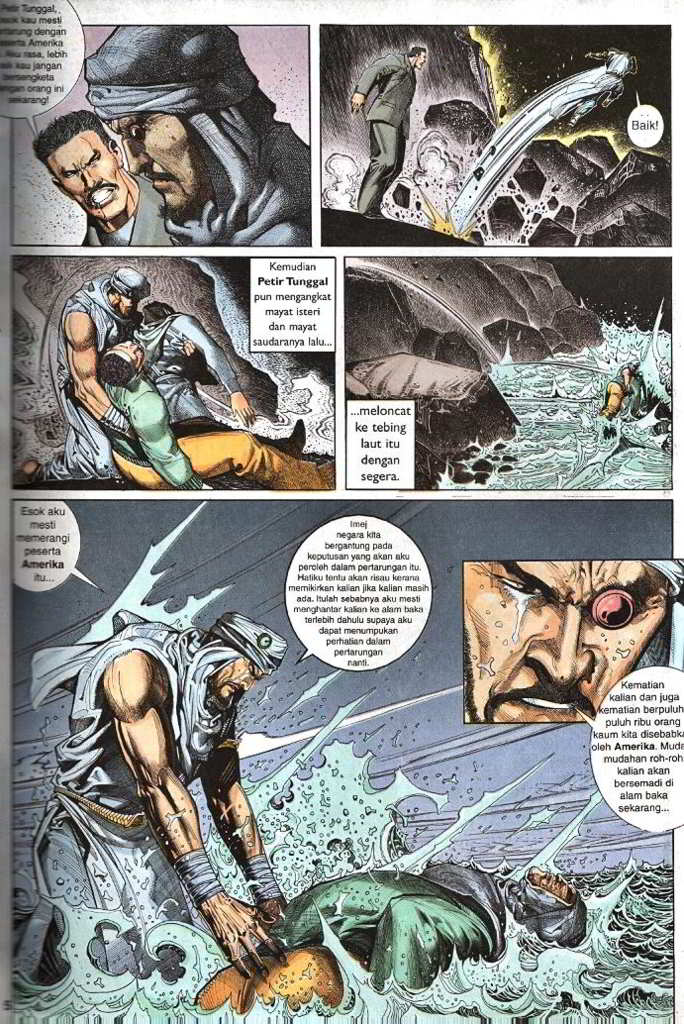 Petir Tunggal,
esok kau mesti
bertarung dengan
peserta Amerika
. Aku rasa, lebih
baik kau jangan
bersengketa
dengan orang ini
sekarang!
Baik!
Kemudian
Petir Tunggal
pun mengangkat
mayat isteri
dan mayat
saudaranya lalu...
...meloncat
ke tebing
laut itu
dengan
segera.
Esok aku
mesti
memerangi
peserta
Amerika
itu...
Imej
negara kita
bergantung pada
keputusan yang akan aku
peroleh dalam pertarungan itu.
Hatiku tentu akan risau kerana
memikirkan kalian jika kalian masih
ada. Itulah sebabnya aku mesti
menghantar kalian ke alam baka
terlebih dahulu supaya aku
dapat menumpukan
perhatian dalam
pertarungan
nanti.
Kematian
kalian dan juga
kematian berpuluh-
puluh ribu orang
kaum kita disebabkan
oleh Amerika. Muda
mudahan roh-roh
kalian akan
bersemadi di
alam baka
sekarang...